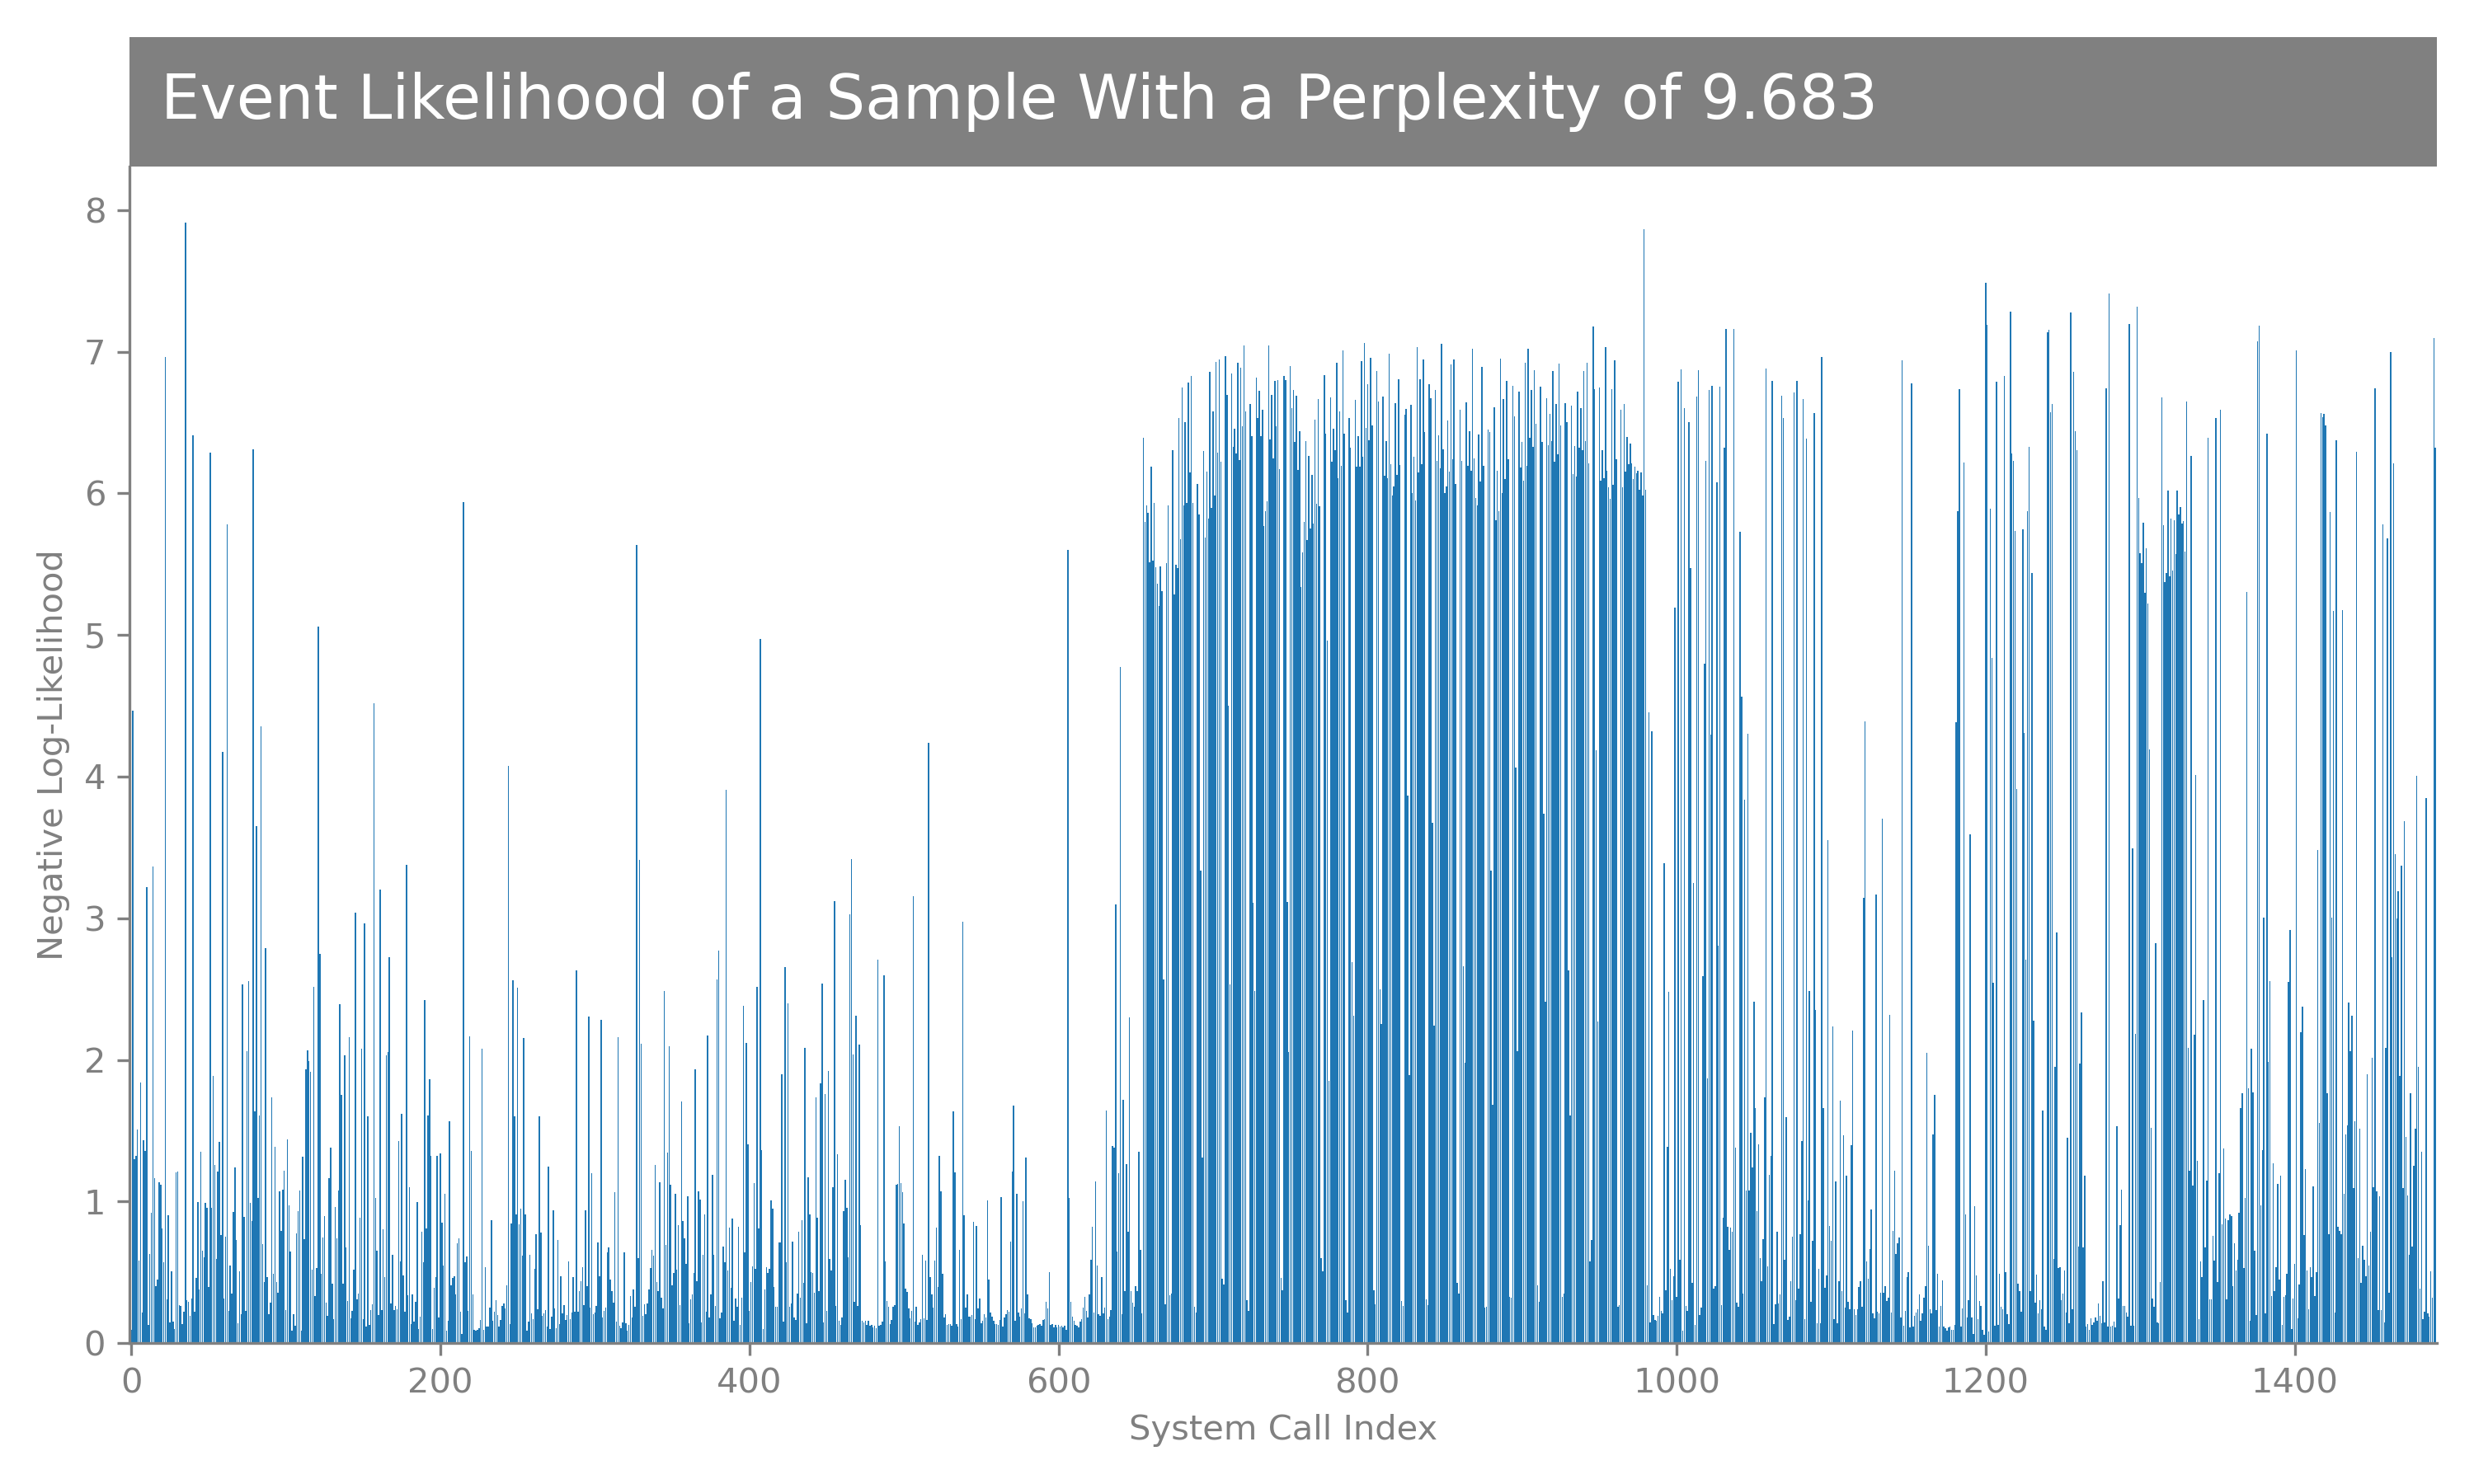 Event Likelihood of a Sample With a Perplexity of 9.683
8
7
6
5
4
3
2
1
0
Negative Log-Likelihood
0 200 400 600 800 1000 1200 1400
System Call Index